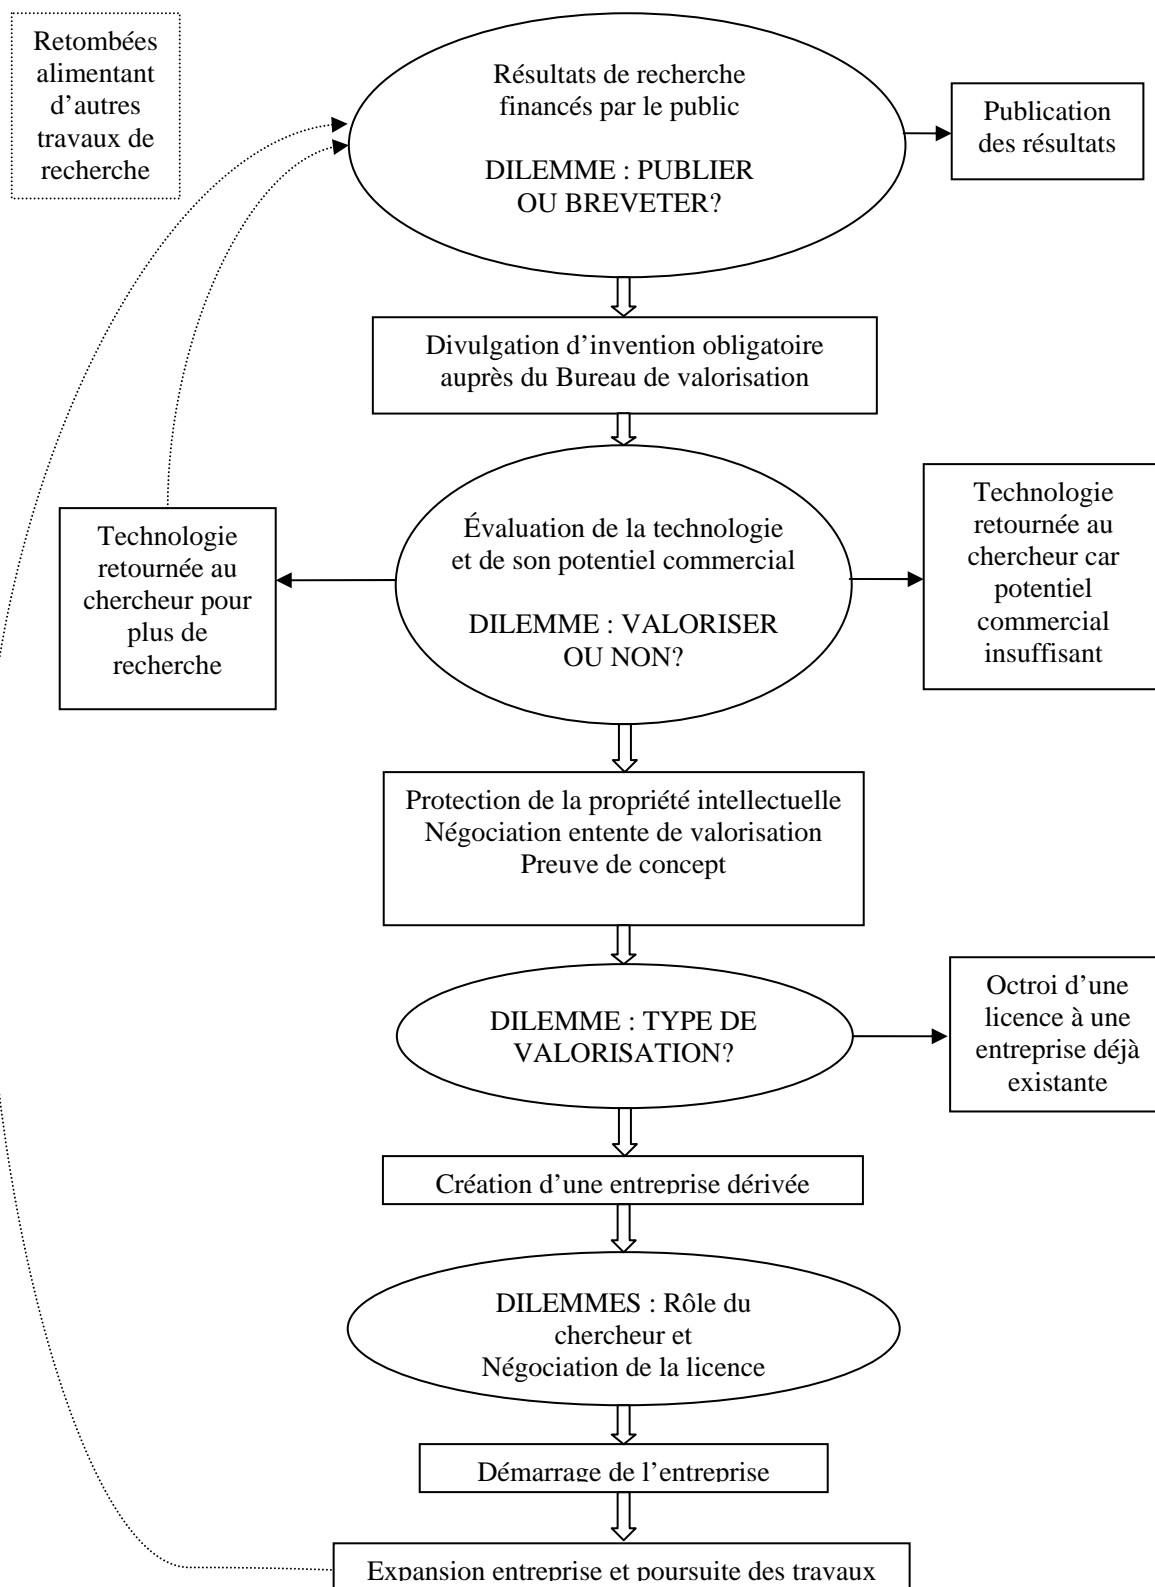 Retombées
alimentant
d’autres
travaux de
recherche
Résultats de recherche
financés par le public
DILEMME : PUBLIER
OU BREVETER?
Publication
des résultats
Divulgation d’invention obligatoire
auprès du Bureau de valorisation
Technologie
retournée au
chercheur pour
plus de
recherche
Évaluation de la technologie
et de son potentiel commercial
DILEMME : VALORISER
OU NON?
Technologie
retournée au
chercheur car
potentiel
commercial
insuffisant
Protection de la propriété intellectuelle
Négociation entente de valorisation
Preuve de concept
DILEMME : TYPE DE
VALORISATION?
Octroi d’une
licence à une
entreprise déjà
existante
Création d’une entreprise dérivée
DILEMMES : Rôle du
chercheur et
Négociation de la licence
Démarrage de l’entreprise
Expansion entreprise et poursuite des travaux